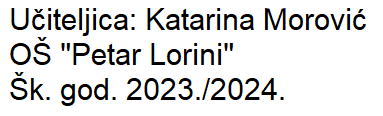 Učiteljica: Katarina Morović
OŠ "Petar Lorini"
Šk. god. 2023./2024.